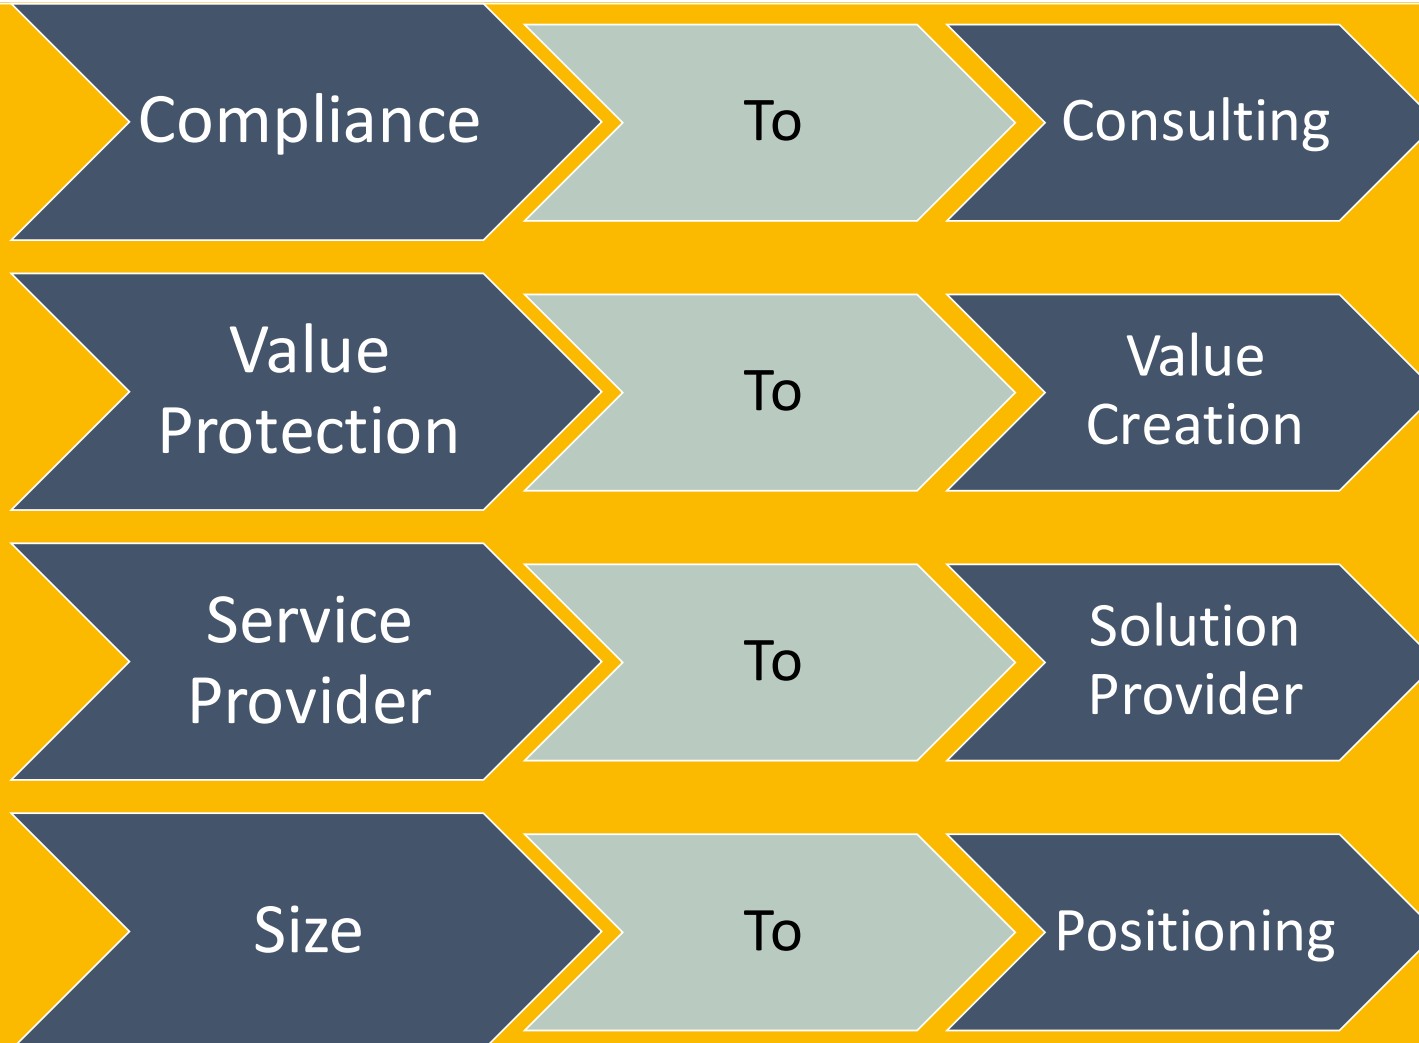 Compliance
To
Consulting
Value
Protection
To
Value
Creation
Service
Provider
To
Solution
Provider
Size
To
Positioning